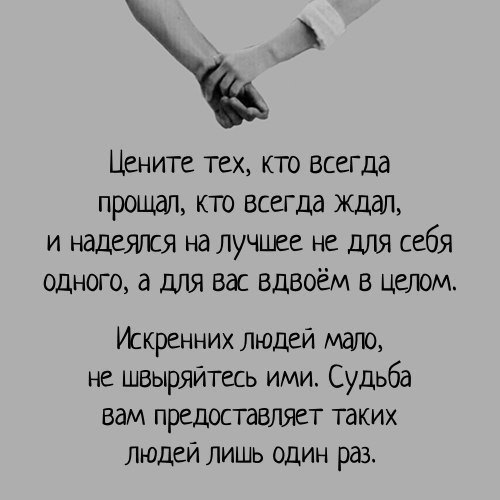 Цените тех, кто всегда
прощал, кто всегда ждал,
и надеялся на лучшее не для себя
одного, а для вас вдвоём в целом.
Искренних людей мало,
не швыряйтесь ими. Судьба
вам предоставляет таких
людей лишь один раз.